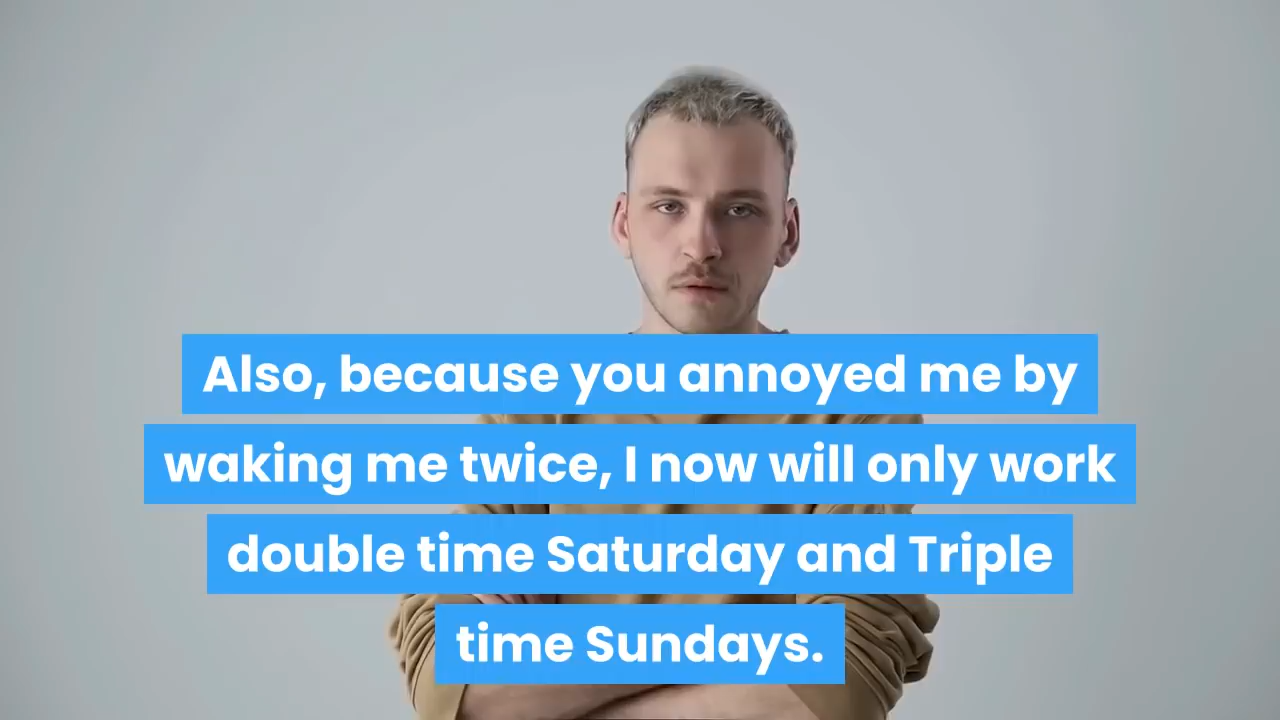 Also, because you annoyed me by
waking me twice, I now will only work
double time Saturday and Triple
time Sundays.